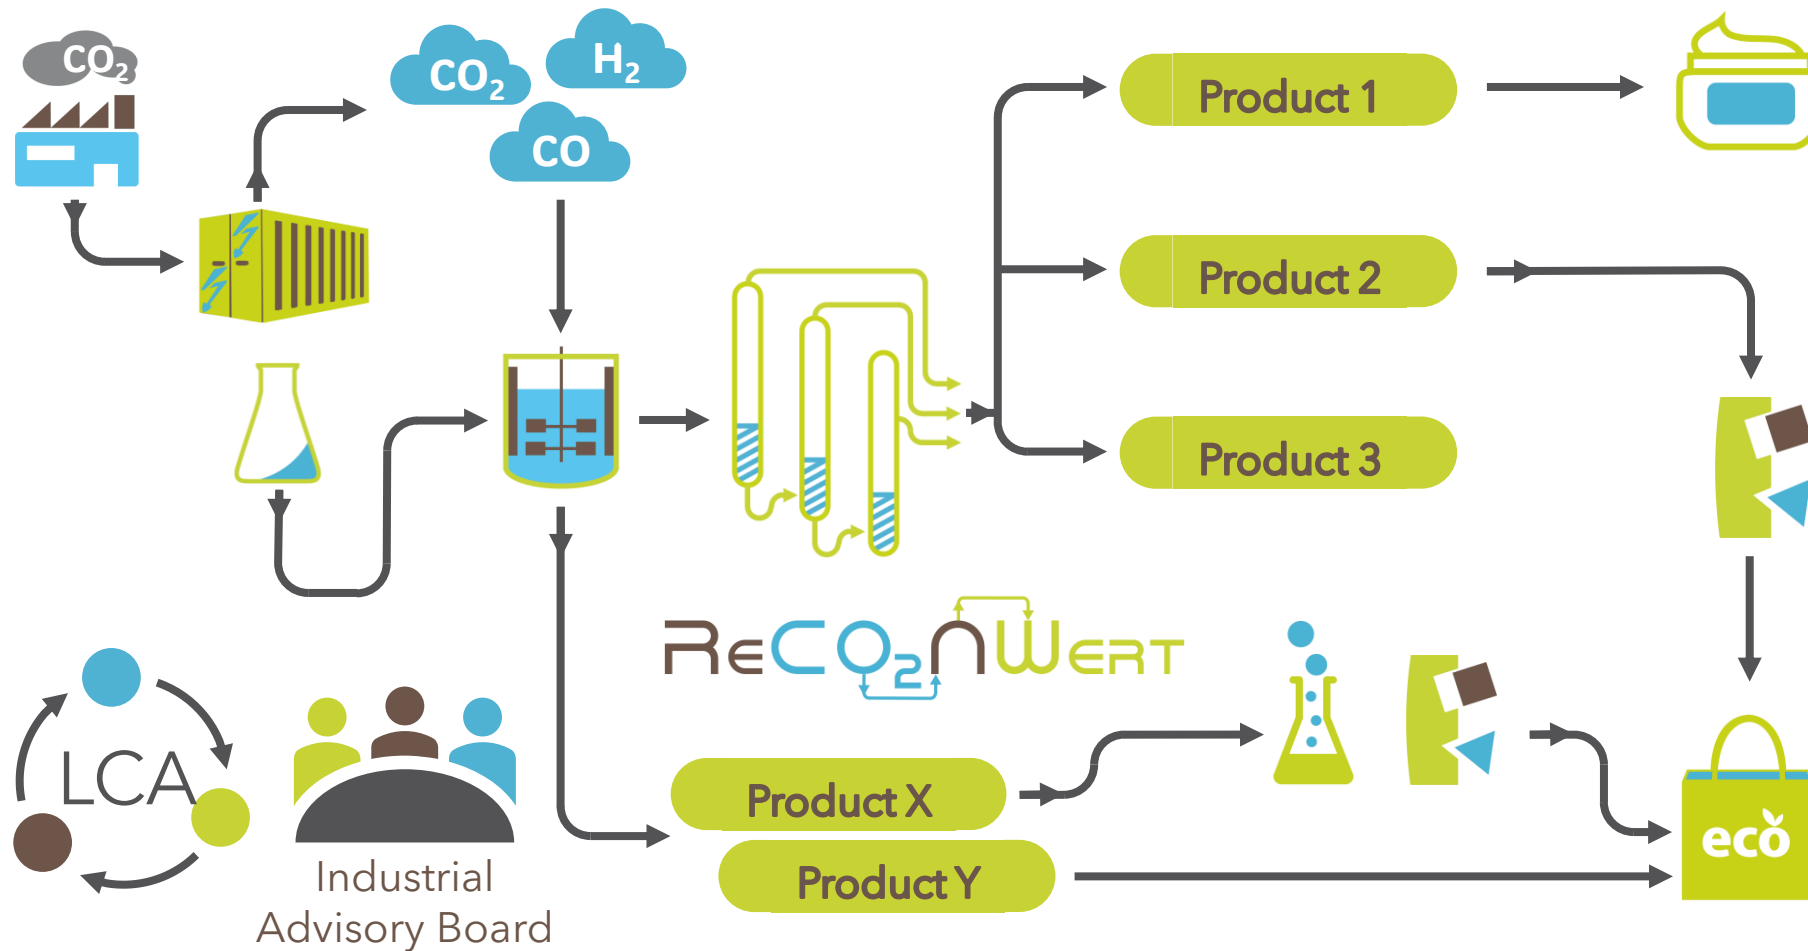 CO₂
CO₂
H₂
CO
Product 1
Product 2
Product 3
ReCO₂NWert
LCA
Industrial
Advisory Board
Product X
Product Y
eco